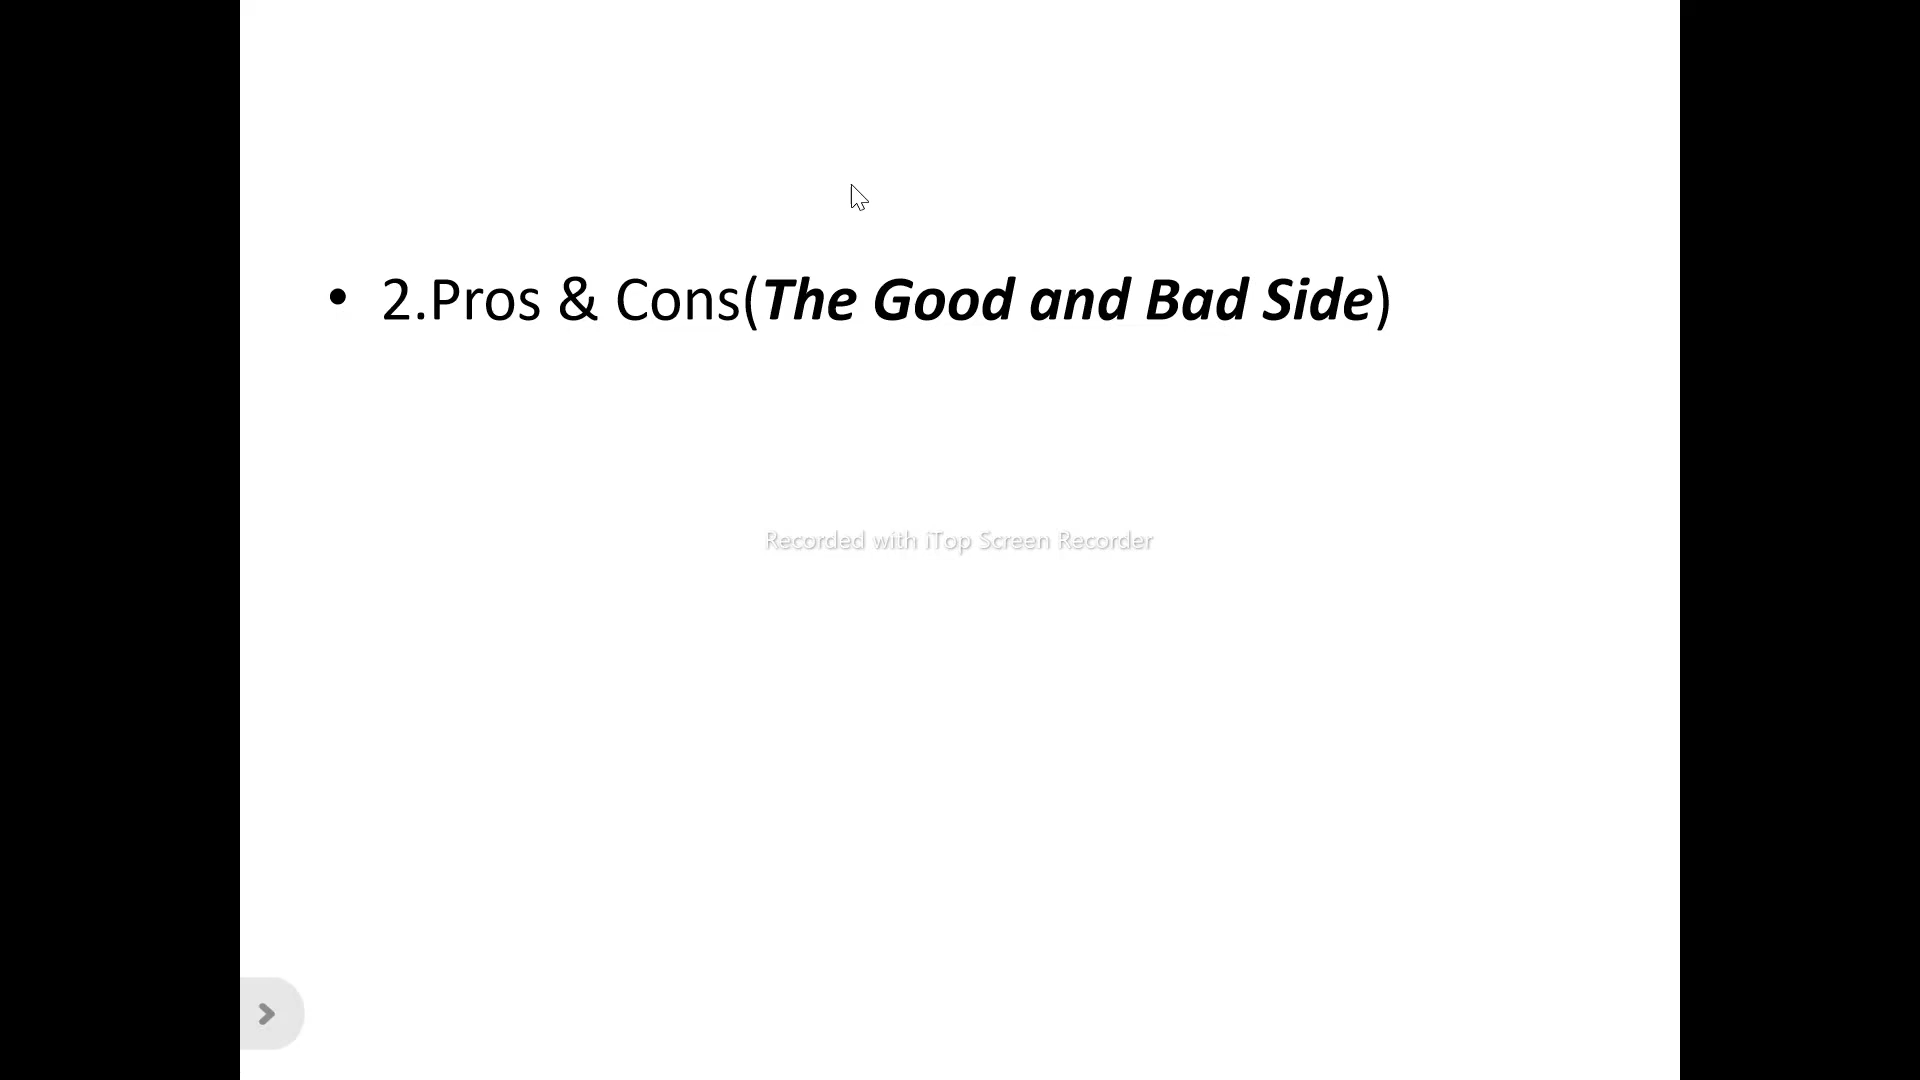 • 2.Pros & Cons(The Good and Bad Side)
Recorded with iTop Screen Recorder